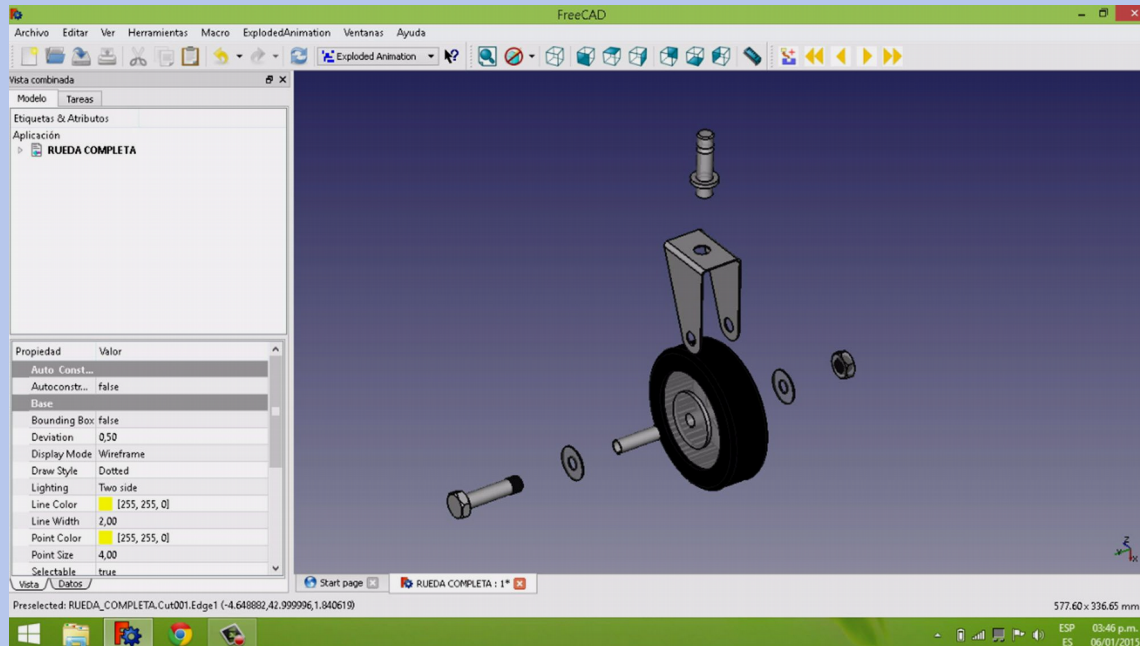 FreeCAD
Archivo Editar Ver Herramientas Macro ExplodedAnimation Ventanas Ayuda
Exploded Animation
Vista combinada
Modelo Tareas
Etiquetas & Atributos
Aplicación
RUEDA COMPLETA
Propiedad Valor
Auto Const...
Autoconstr... false
Base
Bounding Box false
Deviation 0,50
Display Mode Wireframe
Draw Style Dotted
Lighting Two side
Line Color [255, 255, 0]
Line Width 2,00
Point Color [255, 255, 0]
Point Size 4,00
Selectable true
Vista Datos
Start page RUEDA COMPLETA : 1*
Z
Y
X
Preselected: RUEDA_COMPLETA.Cut001.Edge1 (-4.648882,42.999996,1.840619) 577.60 x 336.65 mm
ESP 03:46 p.m.
ES 06/01/2015